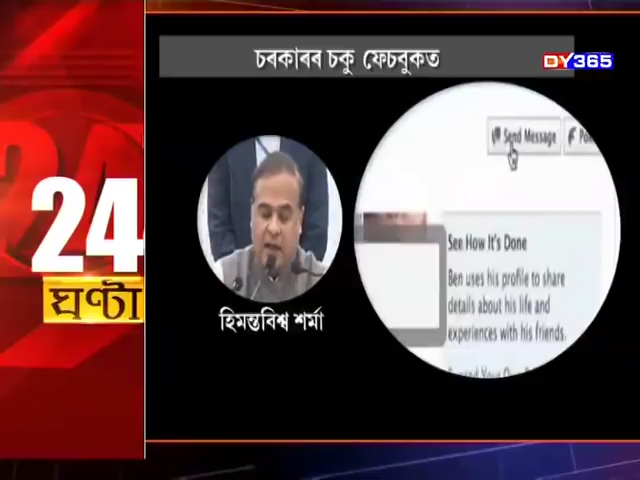 চৰকাৰৰ চকু ফেচবুকত
DY365
Send Message
24
ঘণ্টা
See How It's Done
Ben uses his profile to share
details about his life and
experiences with his friends.
হিমন্তবিশ্ব শৰ্মা